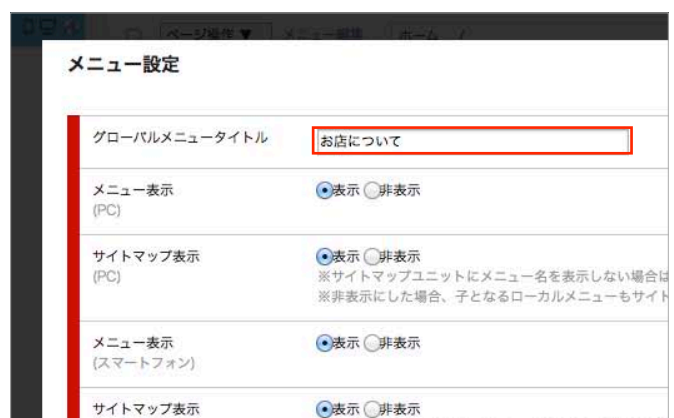 ページ操作 ▼ メニュー編集 ホーム /
メニュー設定
グローバルメニュータイトル お店について
メニュー表示 表示 非表示
(PC)
サイトマップ表示 表示 非表示
(PC) ※サイトマップユニットにメニュー名を表示しない場合は
※非表示にした場合、子となるローカルメニューもサイト
メニュー表示 表示 非表示
(スマートフォン)
サイトマップ表示 表示 非表示